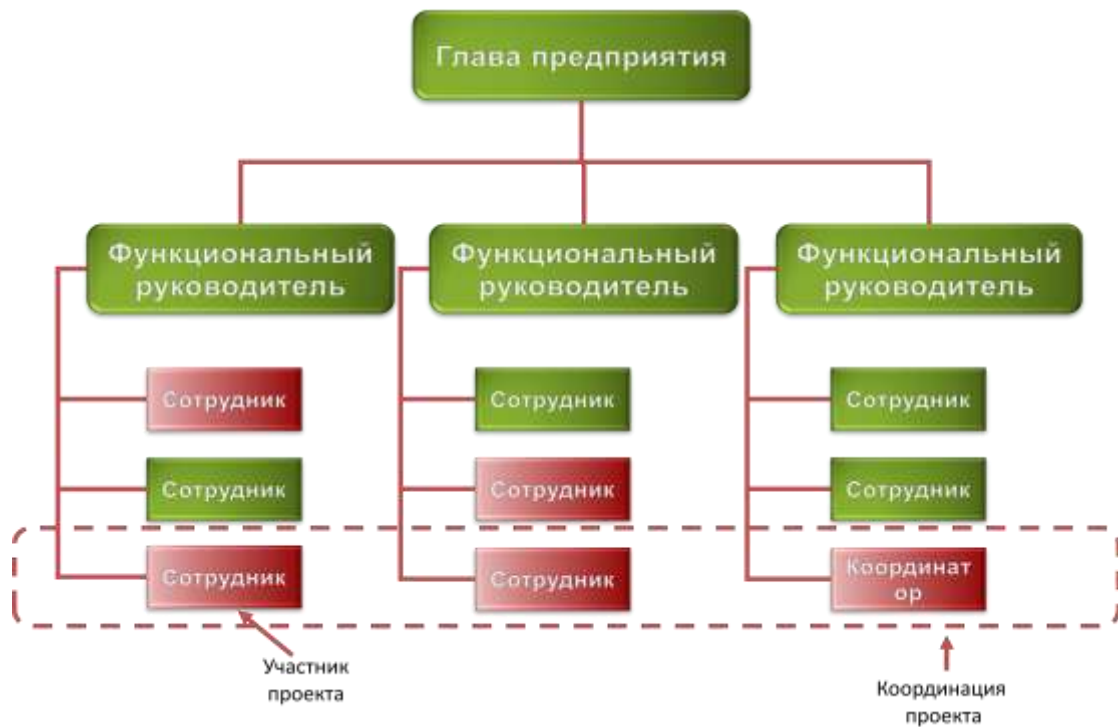 Глава предприятия
Функциональный
руководитель
Функциональный
руководитель
Функциональный
руководитель
Сотрудник
Сотрудник
Сотрудник
Сотрудник
Сотрудник
Сотрудник
Сотрудник
Сотрудник
Координат
ор
Участник
проекта
Координация
проекта